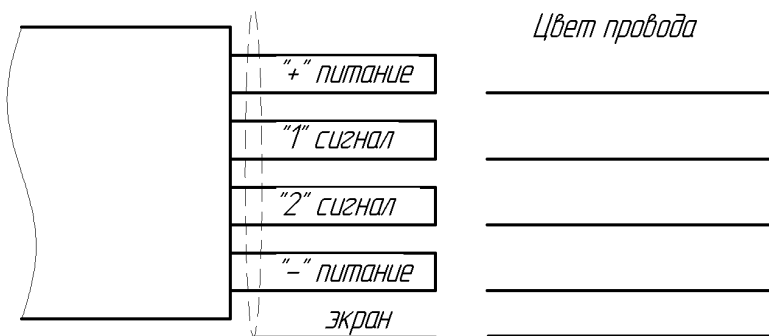 Цвет провода
"+" питание
"1" сигнал
"2" сигнал
"-" питание
экран